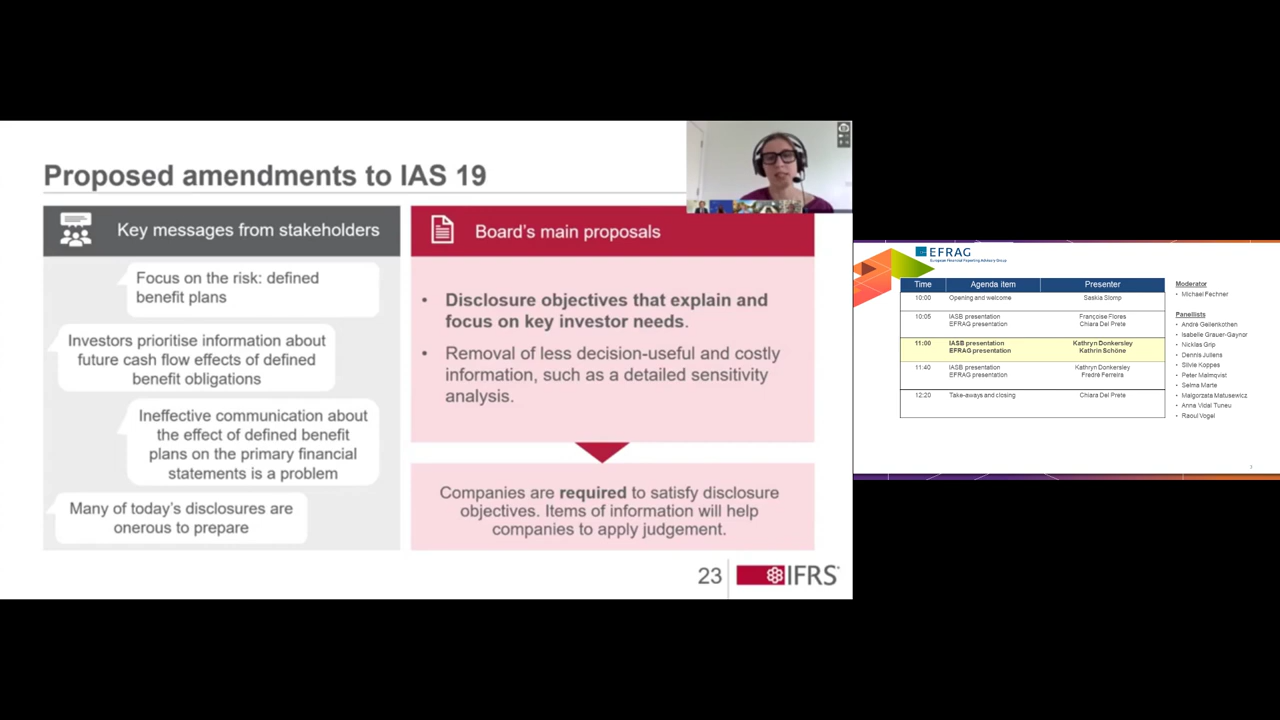 Proposed amendments to IAS 19
Key messages from stakeholders
Focus on the risk: defined
benefit plans
Investors prioritise information about
future cash flow effects of defined
benefit obligations
Ineffective communication about
the effect of defined benefit
plans on the primary financial
statements is a problem
Many of today's disclosures are
onerous to prepare
Board's main proposals
• Disclosure objectives that explain and
focus on key investor needs.
• Removal of less decision-useful and costly
information, such as a detailed sensitivity
analysis.
Companies are required to satisfy disclosure
objectives. Items of information will help
companies to apply judgement.
23
IFRS
EFRAG
European Financial Reporting Advisory Group
Time Agenda item Presenter
10:00 Opening and welcome Saskia Slomp
10:05 IASB presentation Françoise Flores
EFRAG presentation Chiara Del Prete
11:00 IASB presentation Kathryn Donkersley
EFRAG presentation Kathrin Schöne
11:40 IASB presentation Kathryn Donkersley
EFRAG presentation Fredré Ferreira
12:20 Take-aways and closing Chiara Del Prete
Moderator
• Michael Fechner
Panellists
• André Geilenkothen
• Isabelle Grauer-Gaynor
• Nicklas Grip
• Dennis Jullens
• Silvie Koppes
• Peter Malmqvist
• Selma Marte
• Malgorzata Matusewicz
• Anna Vidal Tuneu
• Raoul Vogel
3